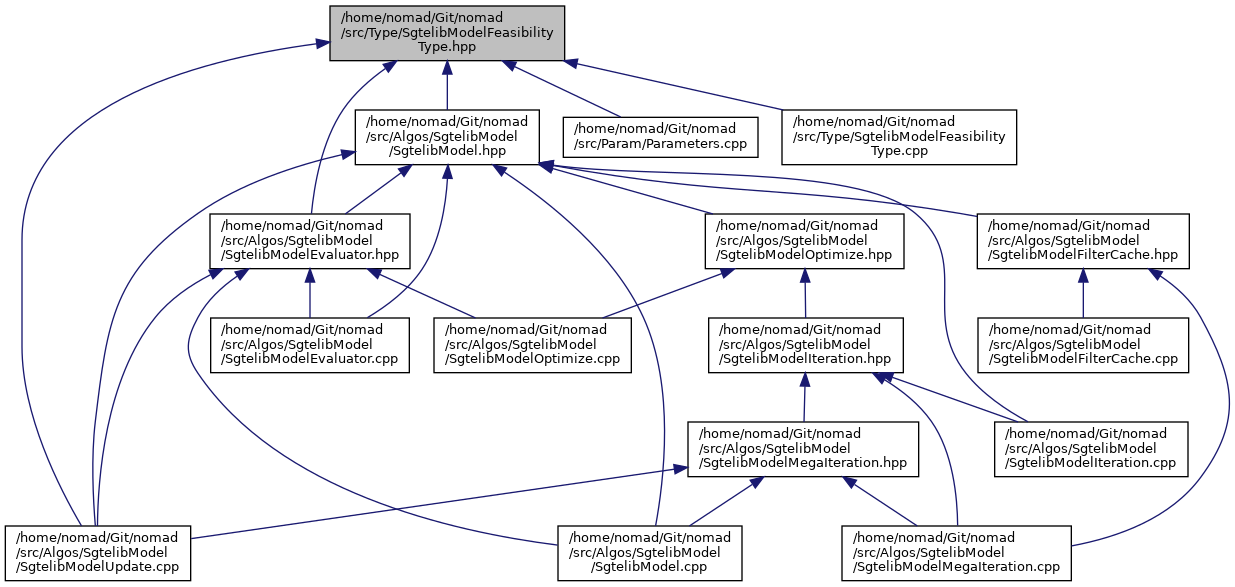 /home/nomad/Git/nomad
/src/Type/SgtelibModelFeasibility
Type.hpp
/home/nomad/Git/nomad
/src/Algos/SgtelibModel
/SgtelibModel.hpp
/home/nomad/Git/nomad
/src/Param/Parameters.cpp
/home/nomad/Git/nomad
/src/Type/SgtelibModelFeasibility
Type.cpp
/home/nomad/Git/nomad
/src/Algos/SgtelibModel
/SgtelibModelEvaluator.hpp
/home/nomad/Git/nomad
/src/Algos/SgtelibModel
/SgtelibModelOptimize.hpp
/home/nomad/Git/nomad
/src/Algos/SgtelibModel
/SgtelibModelFilterCache.hpp
/home/nomad/Git/nomad
/src/Algos/SgtelibModel
/SgtelibModelEvaluator.cpp
/home/nomad/Git/nomad
/src/Algos/SgtelibModel
/SgtelibModelOptimize.cpp
/home/nomad/Git/nomad
/src/Algos/SgtelibModel
/SgtelibModelIteration.hpp
/home/nomad/Git/nomad
/src/Algos/SgtelibModel
/SgtelibModelFilterCache.cpp
/home/nomad/Git/nomad
/src/Algos/SgtelibModel
/SgtelibModelMegaIteration.hpp
/home/nomad/Git/nomad
/src/Algos/SgtelibModel
/SgtelibModelIteration.cpp
/home/nomad/Git/nomad
/src/Algos/SgtelibModel
/SgtelibModelUpdate.cpp
/home/nomad/Git/nomad
/src/Algos/SgtelibModel
/SgtelibModel.cpp
/home/nomad/Git/nomad
/src/Algos/SgtelibModel
/SgtelibModelMegaIteration.cpp